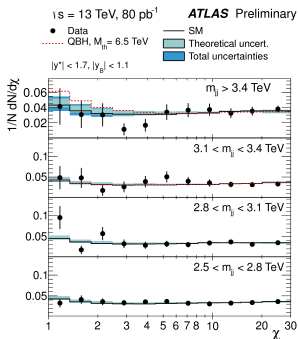 √s = 13 TeV, 80 pb⁻¹ ATLAS Preliminary
Data SM
QBH, M_th = 6.5 TeV Theoretical uncert.
|y*| < 1.7, |y_B| < 1.1 Total uncertainties
1/N dN/dχ
0.06
m_jj > 3.4 TeV
0.04
0.02
0
3.1 < m_jj < 3.4 TeV
0.1
0.05
2.8 < m_jj < 3.1 TeV
0.1
0.05
2.5 < m_jj < 2.8 TeV
0.1
0.05
1 2 3 4 5 6 7 8 10 20 30
χ